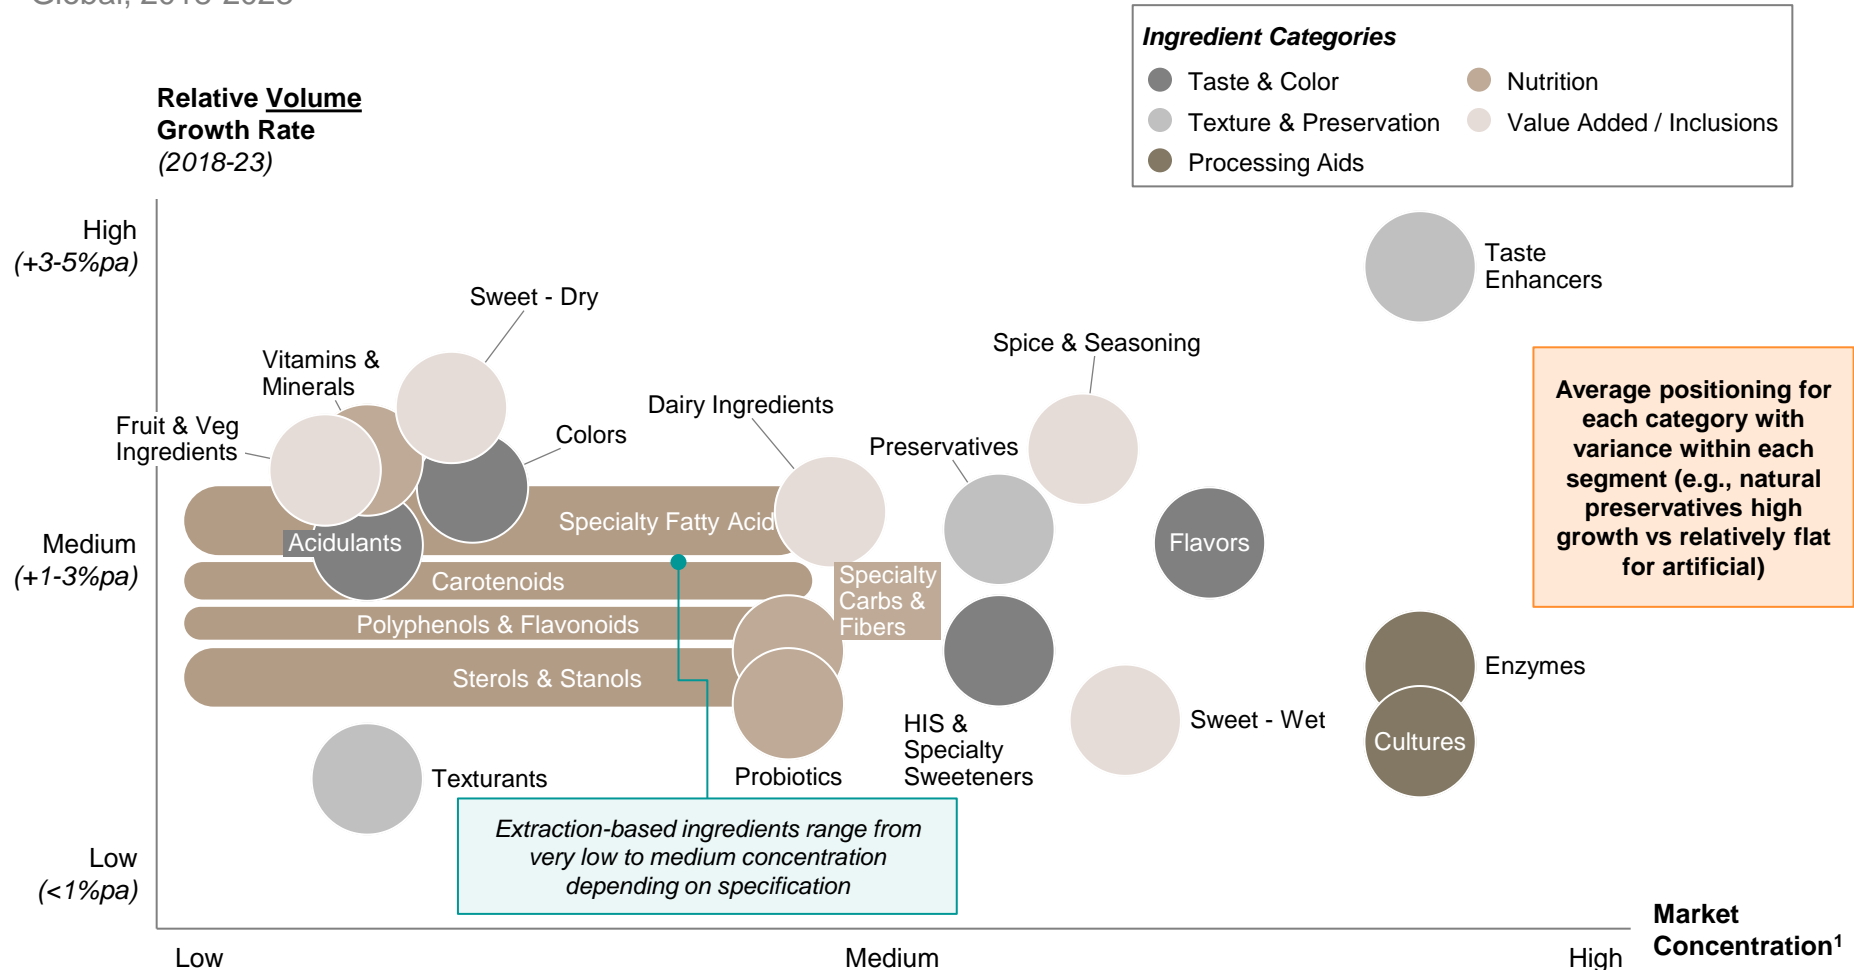 Global, 2018-2023
Ingredient Categories
Taste & Color
Nutrition
Texture & Preservation
Value Added / Inclusions
Processing Aids
Relative Volume
Growth Rate
(2018-23)
High
(+3-5%pa)
Medium
(+1-3%pa)
Low
(<1%pa)
Taste
Enhancers
Sweet - Dry
Spice & Seasoning
Vitamins &
Minerals
Dairy Ingredients
Fruit & Veg
Ingredients
Colors
Preservatives
Average positioning for
each category with
variance within each
segment (e.g., natural
preservatives high
growth vs relatively flat
for artificial)
Specialty Fatty Acid
Acidulants
Flavors
Carotenoids
Specialty
Carbs &
Fibers
Polyphenols & Flavonoids
Sterols & Stanols
Enzymes
HIS &
Specialty
Sweeteners
Sweet - Wet
Cultures
Texturants
Probiotics
Extraction-based ingredients range from
very low to medium concentration
depending on specification
Market
Concentration¹
Low
Medium
High